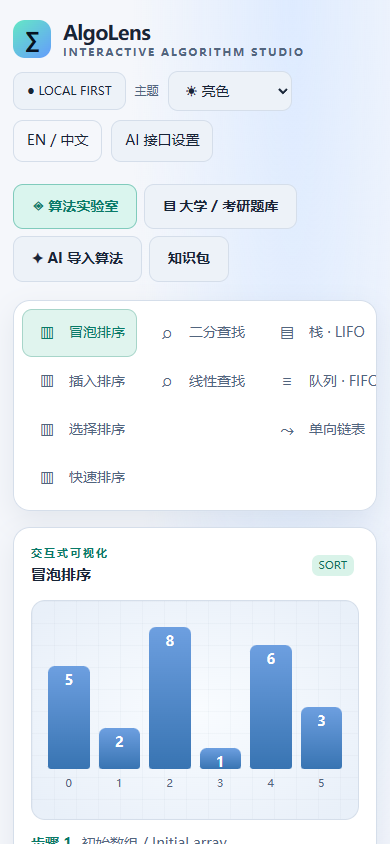 ∑ AlgoLens
INTERACTIVE ALGORITHM STUDIO
● LOCAL FIRST 主题 ☀ 亮色
EN / 中文 AI 接口设置
◈ 算法实验室 ▤ 大学 / 考研题库
✦ AI 导入算法 知识包
▥ 冒泡排序 ⌕ 二分查找 ▤ 栈 · LIFO
▥ 插入排序 ⌕ 线性查找 ≡ 队列 · FIFO
▥ 选择排序 ⤳ 单向链表
▥ 快速排序
交互式可视化
冒泡排序 SORT
5 2 8 1 6 3
0 1 2 3 4 5
步骤 1 初始数组 / Initial array